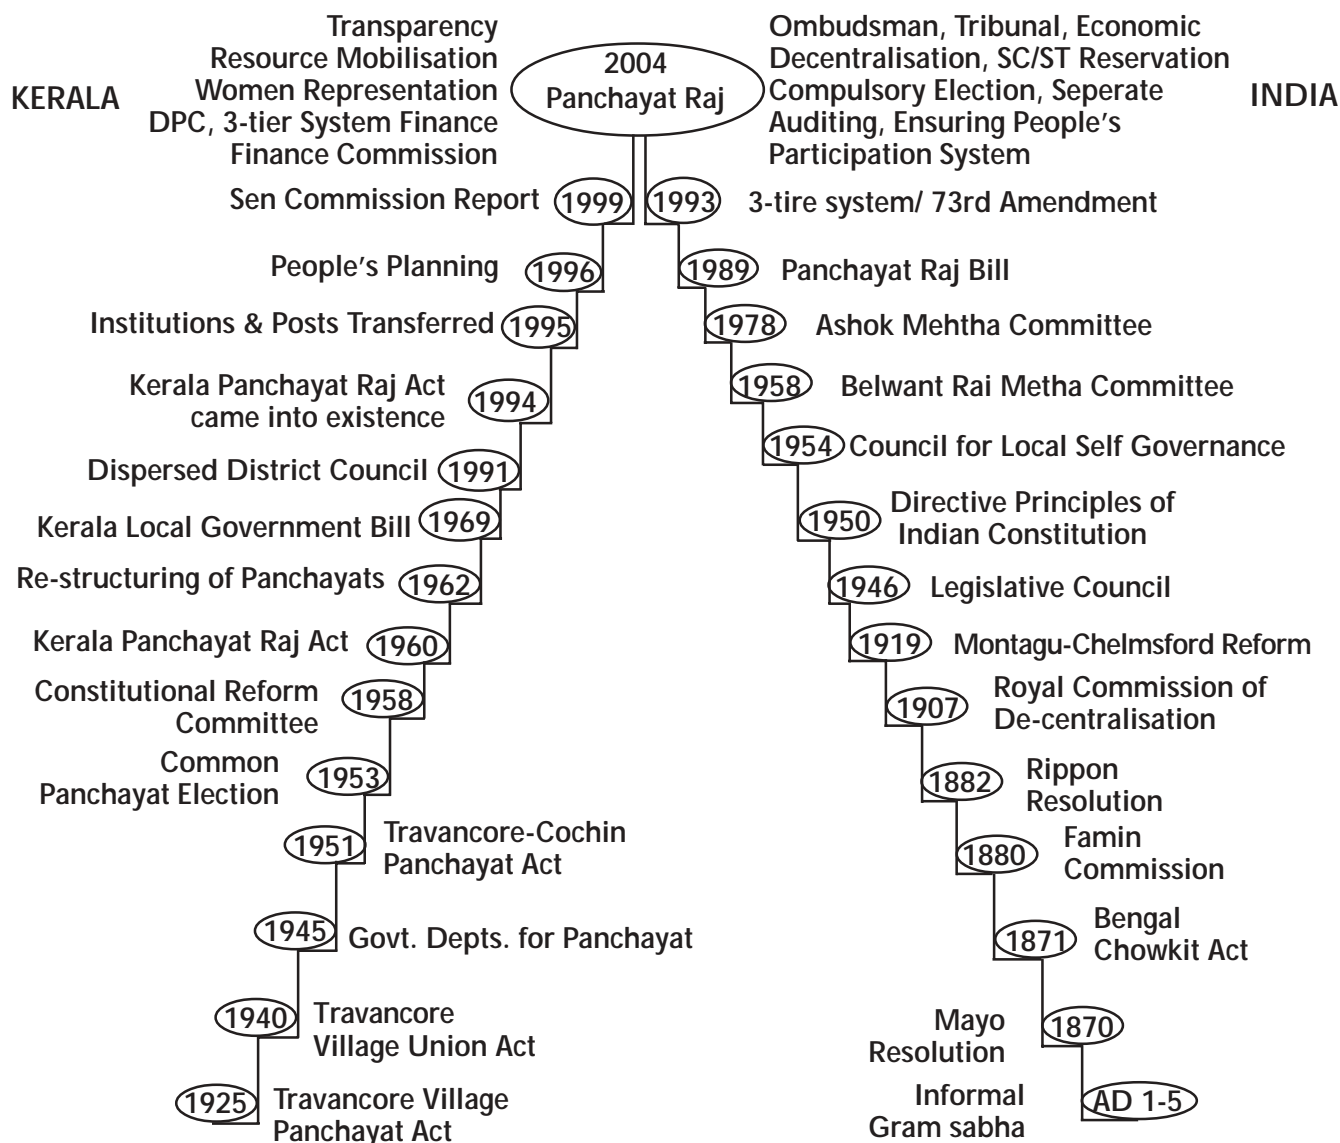 KERALA
Transparency
Resource Mobilisation
Women Representation
DPC, 3-tier System Finance
Finance Commission
2004
Panchayat Raj
Ombudsman, Tribunal, Economic
Decentralisation, SC/ST Reservation
Compulsory Election, Seperate
Auditing, Ensuring People's
Participation System
INDIA
Sen Commission Report
1999
1993
3-tire system/ 73rd Amendment
People's Planning
1996
1989
Panchayat Raj Bill
Institutions & Posts Transferred
1995
1978
Ashok Mehtha Committee
Kerala Panchayat Raj Act
came into existence
1994
1958
Belwant Rai Metha Committee
Dispersed District Council
1991
1954
Council for Local Self Governance
Kerala Local Government Bill
1969
1950
Directive Principles of
Indian Constitution
Re-structuring of Panchayats
1962
1946
Legislative Council
Kerala Panchayat Raj Act
1960
1919
Montagu-Chelmsford Reform
Constitutional Reform
Committee
1958
1907
Royal Commission of
De-centralisation
Common
Panchayat Election
1953
1882
Rippon
Resolution
1951
Travancore-Cochin
Panchayat Act
1880
Famin
Commission
1945
Govt. Depts. for Panchayat
1871
Bengal
Chowkit Act
1940
Travancore
Village Union Act
Mayo
Resolution
1870
1925
Travancore Village
Panchayat Act
Informal
Gram sabha
AD 1-5